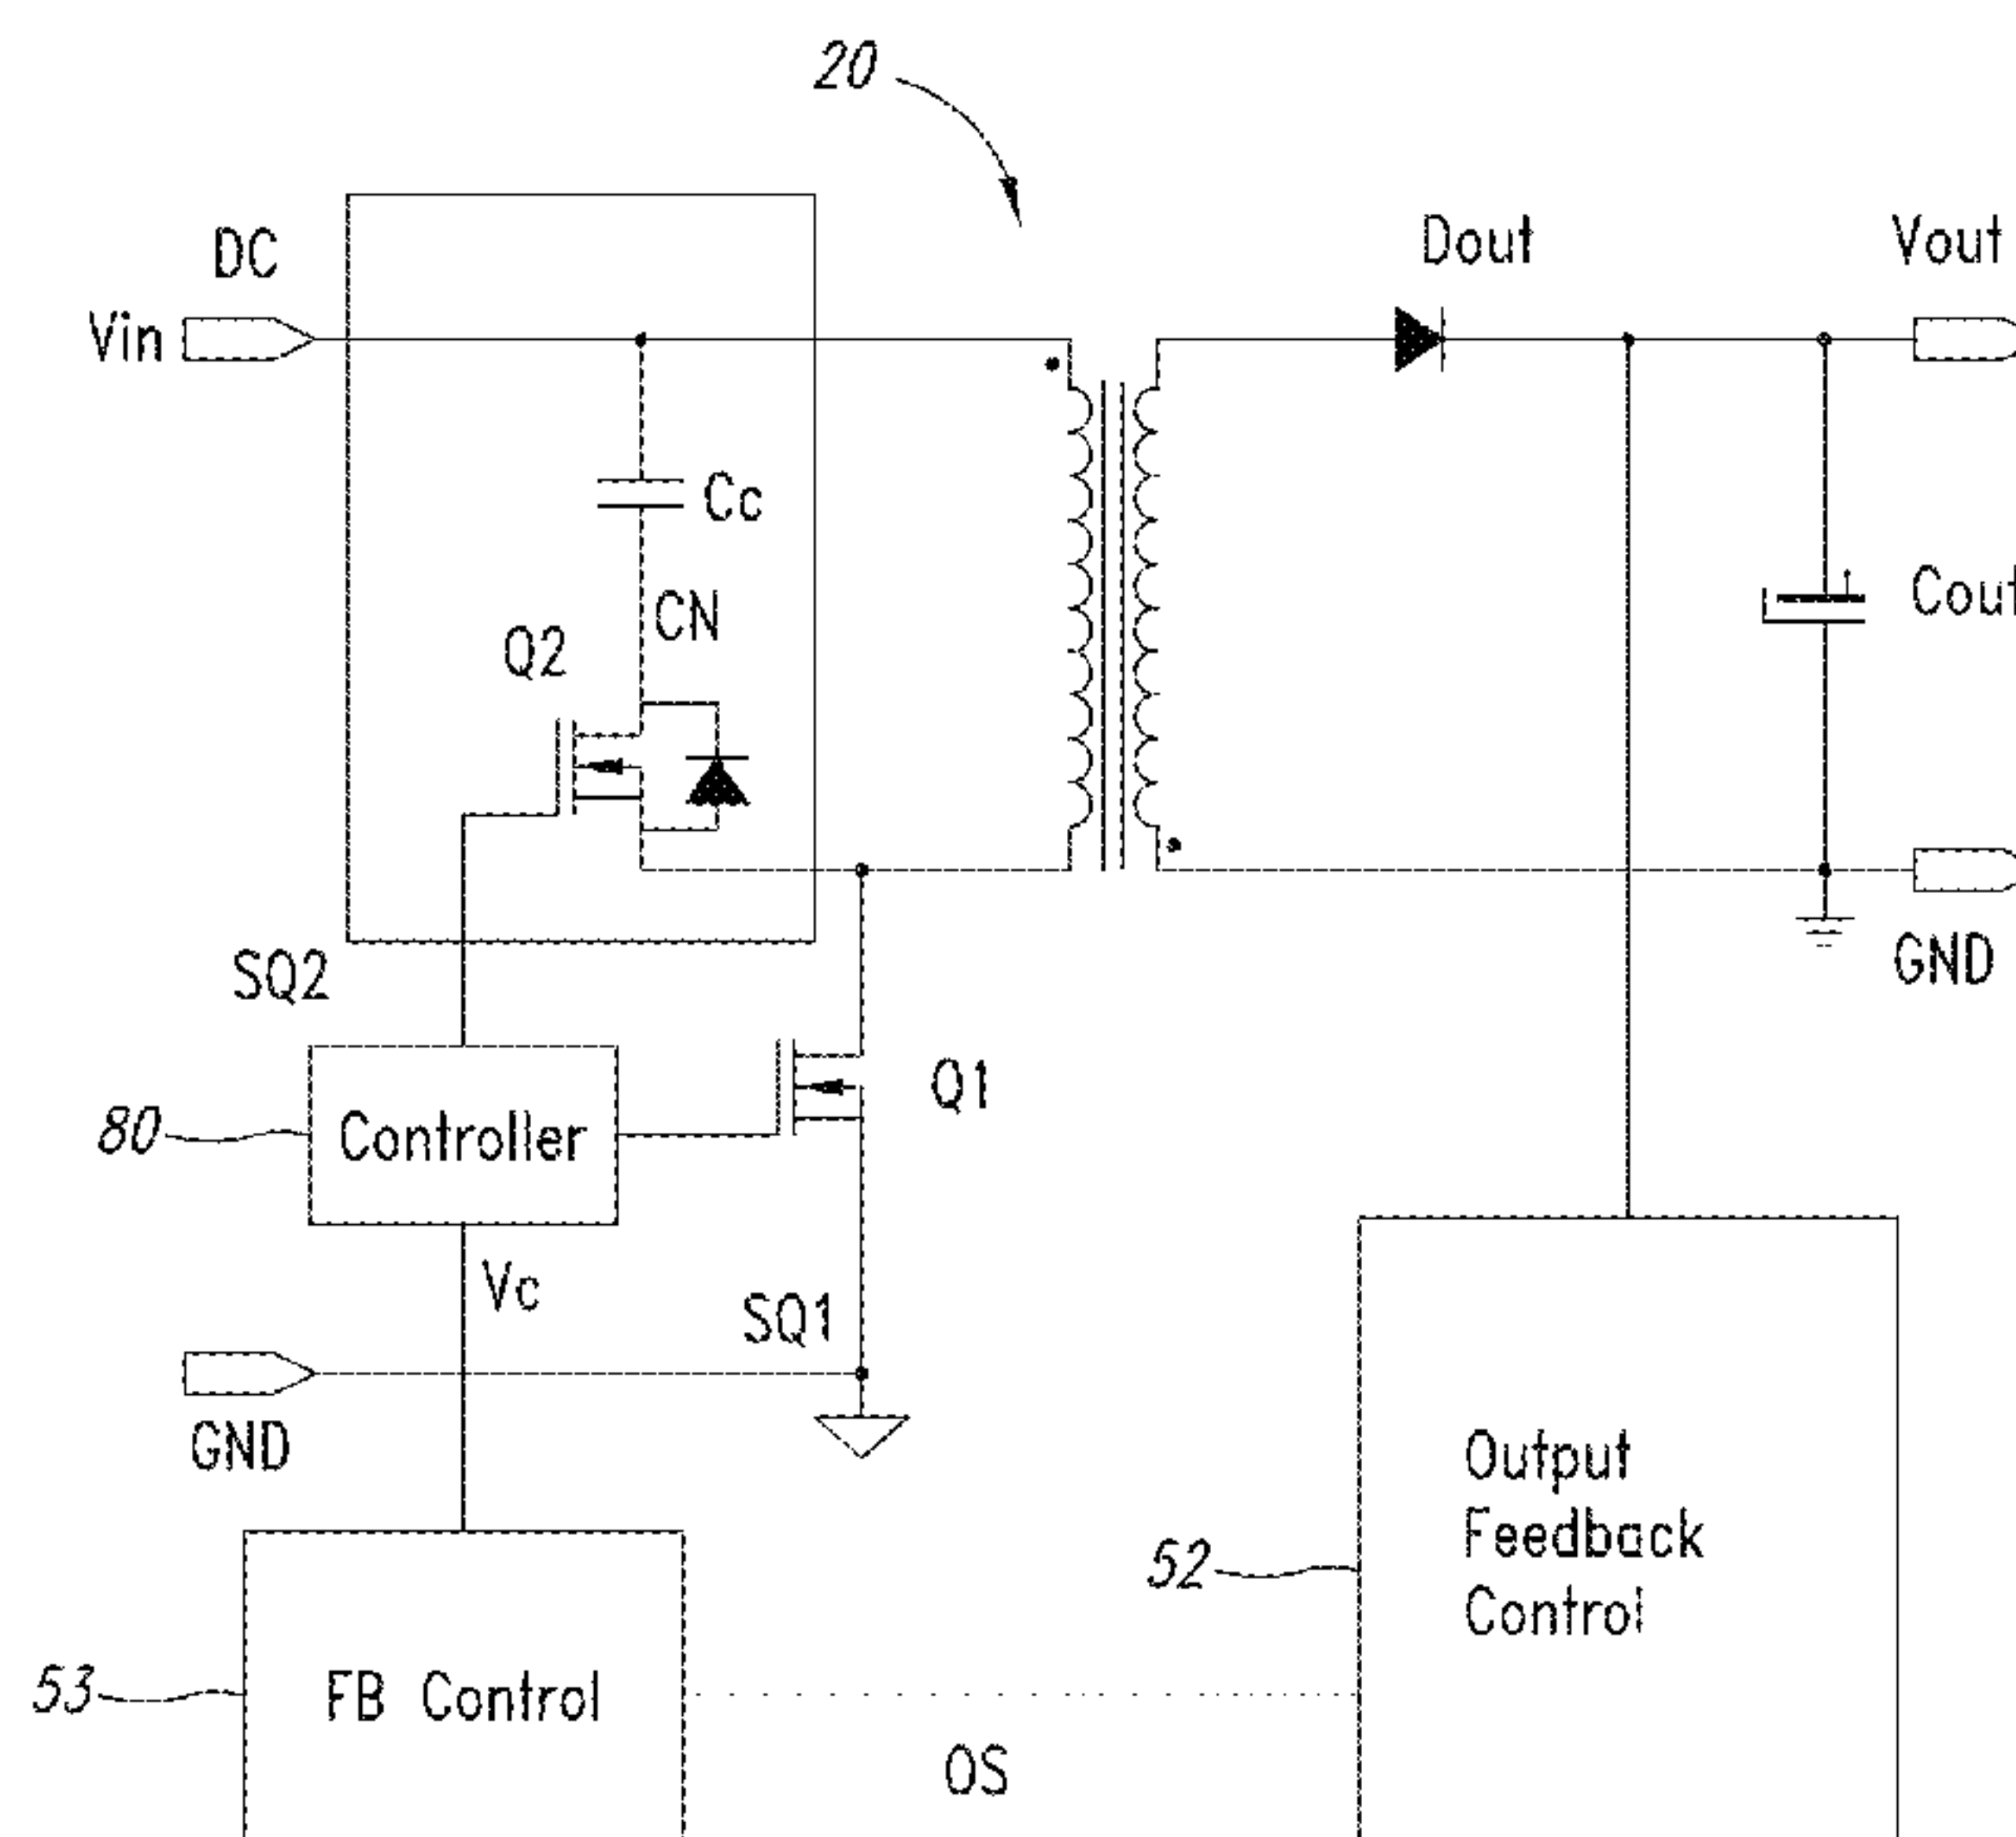 20
DC
Dout
Vout
Vin
Cc
CN
Cout
Q2
SQ2
GND
Q1
80
Controller
Vc
SQ1
GND
Output
Feedback
Control
52
53
FB Control
OS